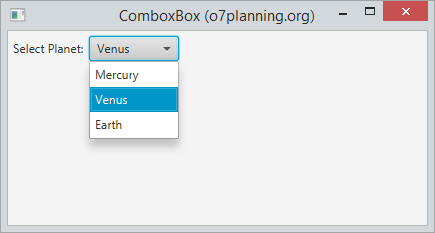 ComboxBox (o7planning.org)
Select Planet: Venus
Mercury
Venus
Earth